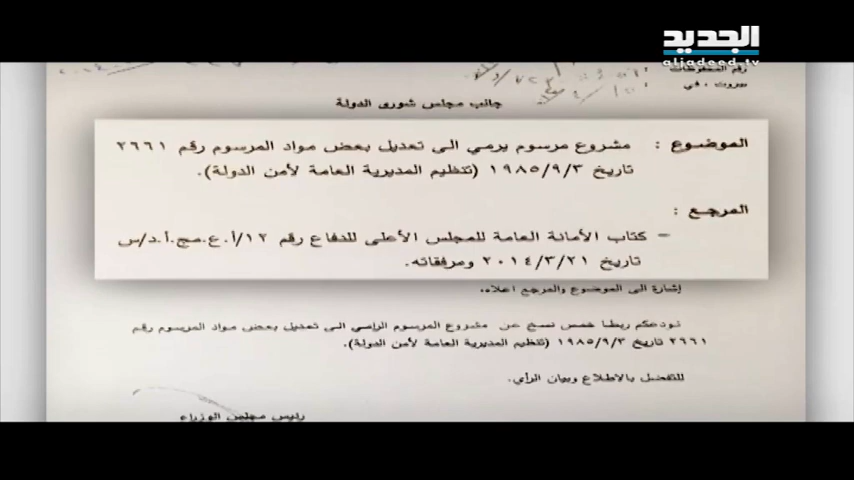 الجديد
aljadeed.tv
رقم المحفوظات :
بيروت ، في :
جانب مجلس شورى الدولة
الموضوع : مشروع مرسوم يرمي الى تعديل بعض مواد المرسوم رقم ٢٦٦١
تاريخ ١٩٨٥/٩/٣ (تنظيم المديرية العامة لأمن الدولة).
المرجع :
– كتاب الأمانة العامة للمجلس الأعلى للدفاع رقم ١٢/أ.ع.مج.أ.د/س
تاريخ ٢٠١٤/٣/٢١ ومرفقاته.
إشارة الى الموضوع والمرجع اعلاه،
نودعكم ربطا خمس نسخ عن مشروع المرسوم الرامي الى تعديل بعض مواد المرسوم رقم
٢٦٦١ تاريخ ١٩٨٥/٩/٣ (تنظيم المديرية العامة لأمن الدولة).
للتفضل بالاطلاع وبيان الرأي.
رئيس مجلس الوزراء